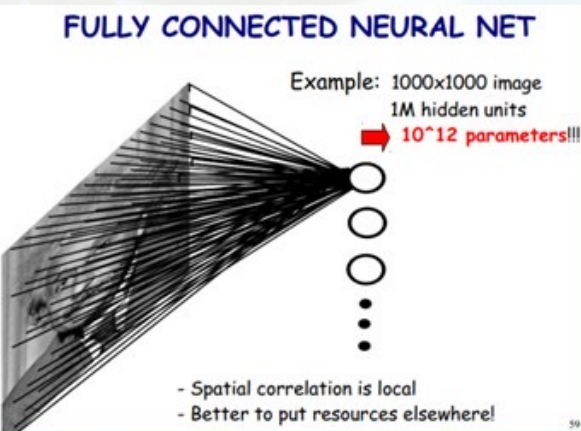 FULLY CONNECTED NEURAL NET
Example: 1000x1000 image
1M hidden units
10^12 parameters!!!
- Spatial correlation is local
- Better to put resources elsewhere!
59